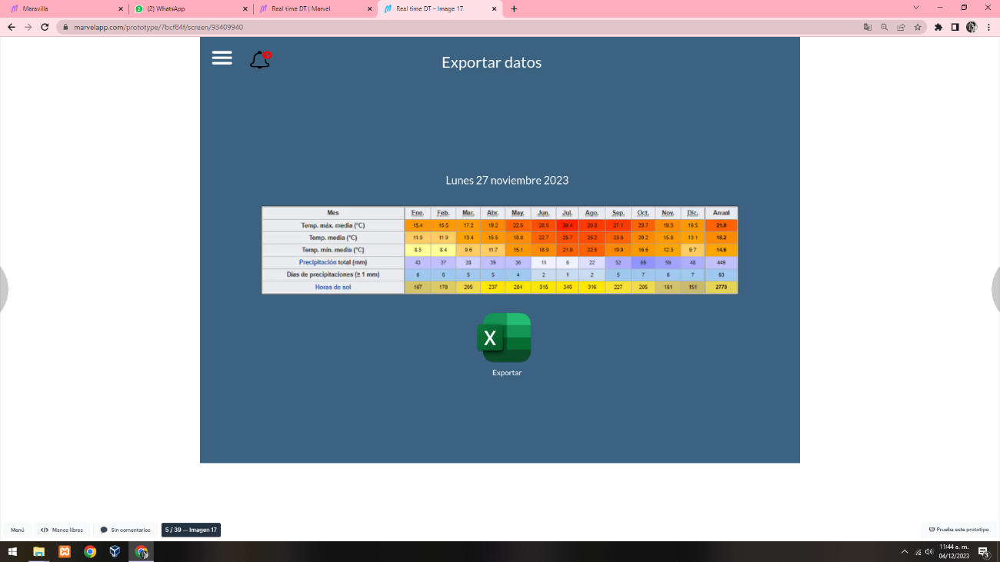 Maravilla
(2) WhatsApp
Real time DT | Marvel
Real time DT – Image 17
marvelapp.com/prototype/7bcf84f/screen/93409940
Exportar datos
Lunes 27 noviembre 2023
Mes Ene. Feb. Mar. Abr. May. Jun. Jul. Ago. Sep. Oct. Nov. Dic. Anual
Temp. máx. media (°C) 15.4 15.5 17.2 19.2 22.5 26.5 30.4 29.8 27.1 23.7 19.3 16.5 21.8
Temp. media (°C) 11.9 11.9 13.4 15.5 18.8 22.7 25.7 26.2 23.5 20.2 15.8 13.1 18.2
Temp. mín. media (°C) 8.3 8.4 9.6 11.7 15.1 18.9 21.9 22.5 19.9 16.6 12.3 9.7 14.6
Precipitación total (mm) 43 37 28 39 36 11 6 22 52 69 59 48 449
Días de precipitaciones (≥ 1 mm) 6 6 5 5 4 2 1 2 5 7 6 7 53
Horas de sol 167 170 205 237 284 315 346 316 227 205 161 151 2779
X
Exportar
Menú
</> Manos libres
Sin comentarios
5 / 39 — Imagen 17
Prueba este prototipo
11:44 a. m.
04/12/2023
3